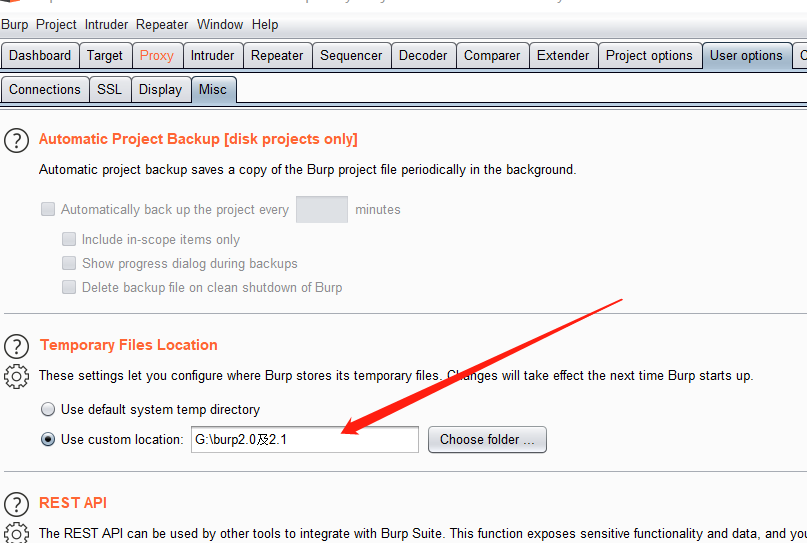 Burp Project Intruder Repeater Window Help
Dashboard Target Proxy Intruder Repeater Sequencer Decoder Comparer Extender Project options User options
Connections SSL Display Misc
? Automatic Project Backup [disk projects only]
Automatic project backup saves a copy of the Burp project file periodically in the background.
Automatically back up the project every minutes
Include in-scope items only
Show progress dialog during backups
Delete backup file on clean shutdown of Burp
? Temporary Files Location
These settings let you configure where Burp stores its temporary files. Changes will take effect the next time Burp starts up.
Use default system temp directory
Use custom location: G:\burp2.0及2.1 Choose folder ...
? REST API
The REST API can be used by other tools to integrate with Burp Suite. This function exposes sensitive functionality and data, and